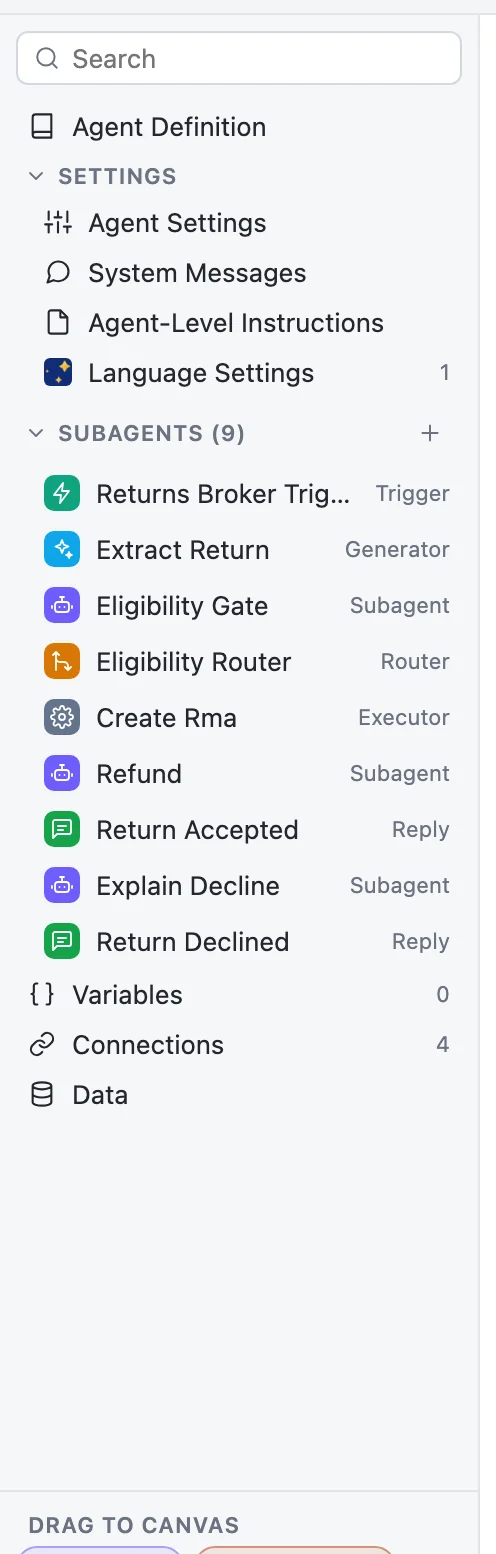 Search
Agent Definition
SETTINGS
Agent Settings
System Messages
Agent-Level Instructions
Language Settings 1
SUBAGENTS (9) +
Returns Broker Trig... Trigger
Extract Return Generator
Eligibility Gate Subagent
Eligibility Router Router
Create Rma Executor
Refund Subagent
Return Accepted Reply
Explain Decline Subagent
Return Declined Reply
{ } Variables 0
Connections 4
Data
DRAG TO CANVAS